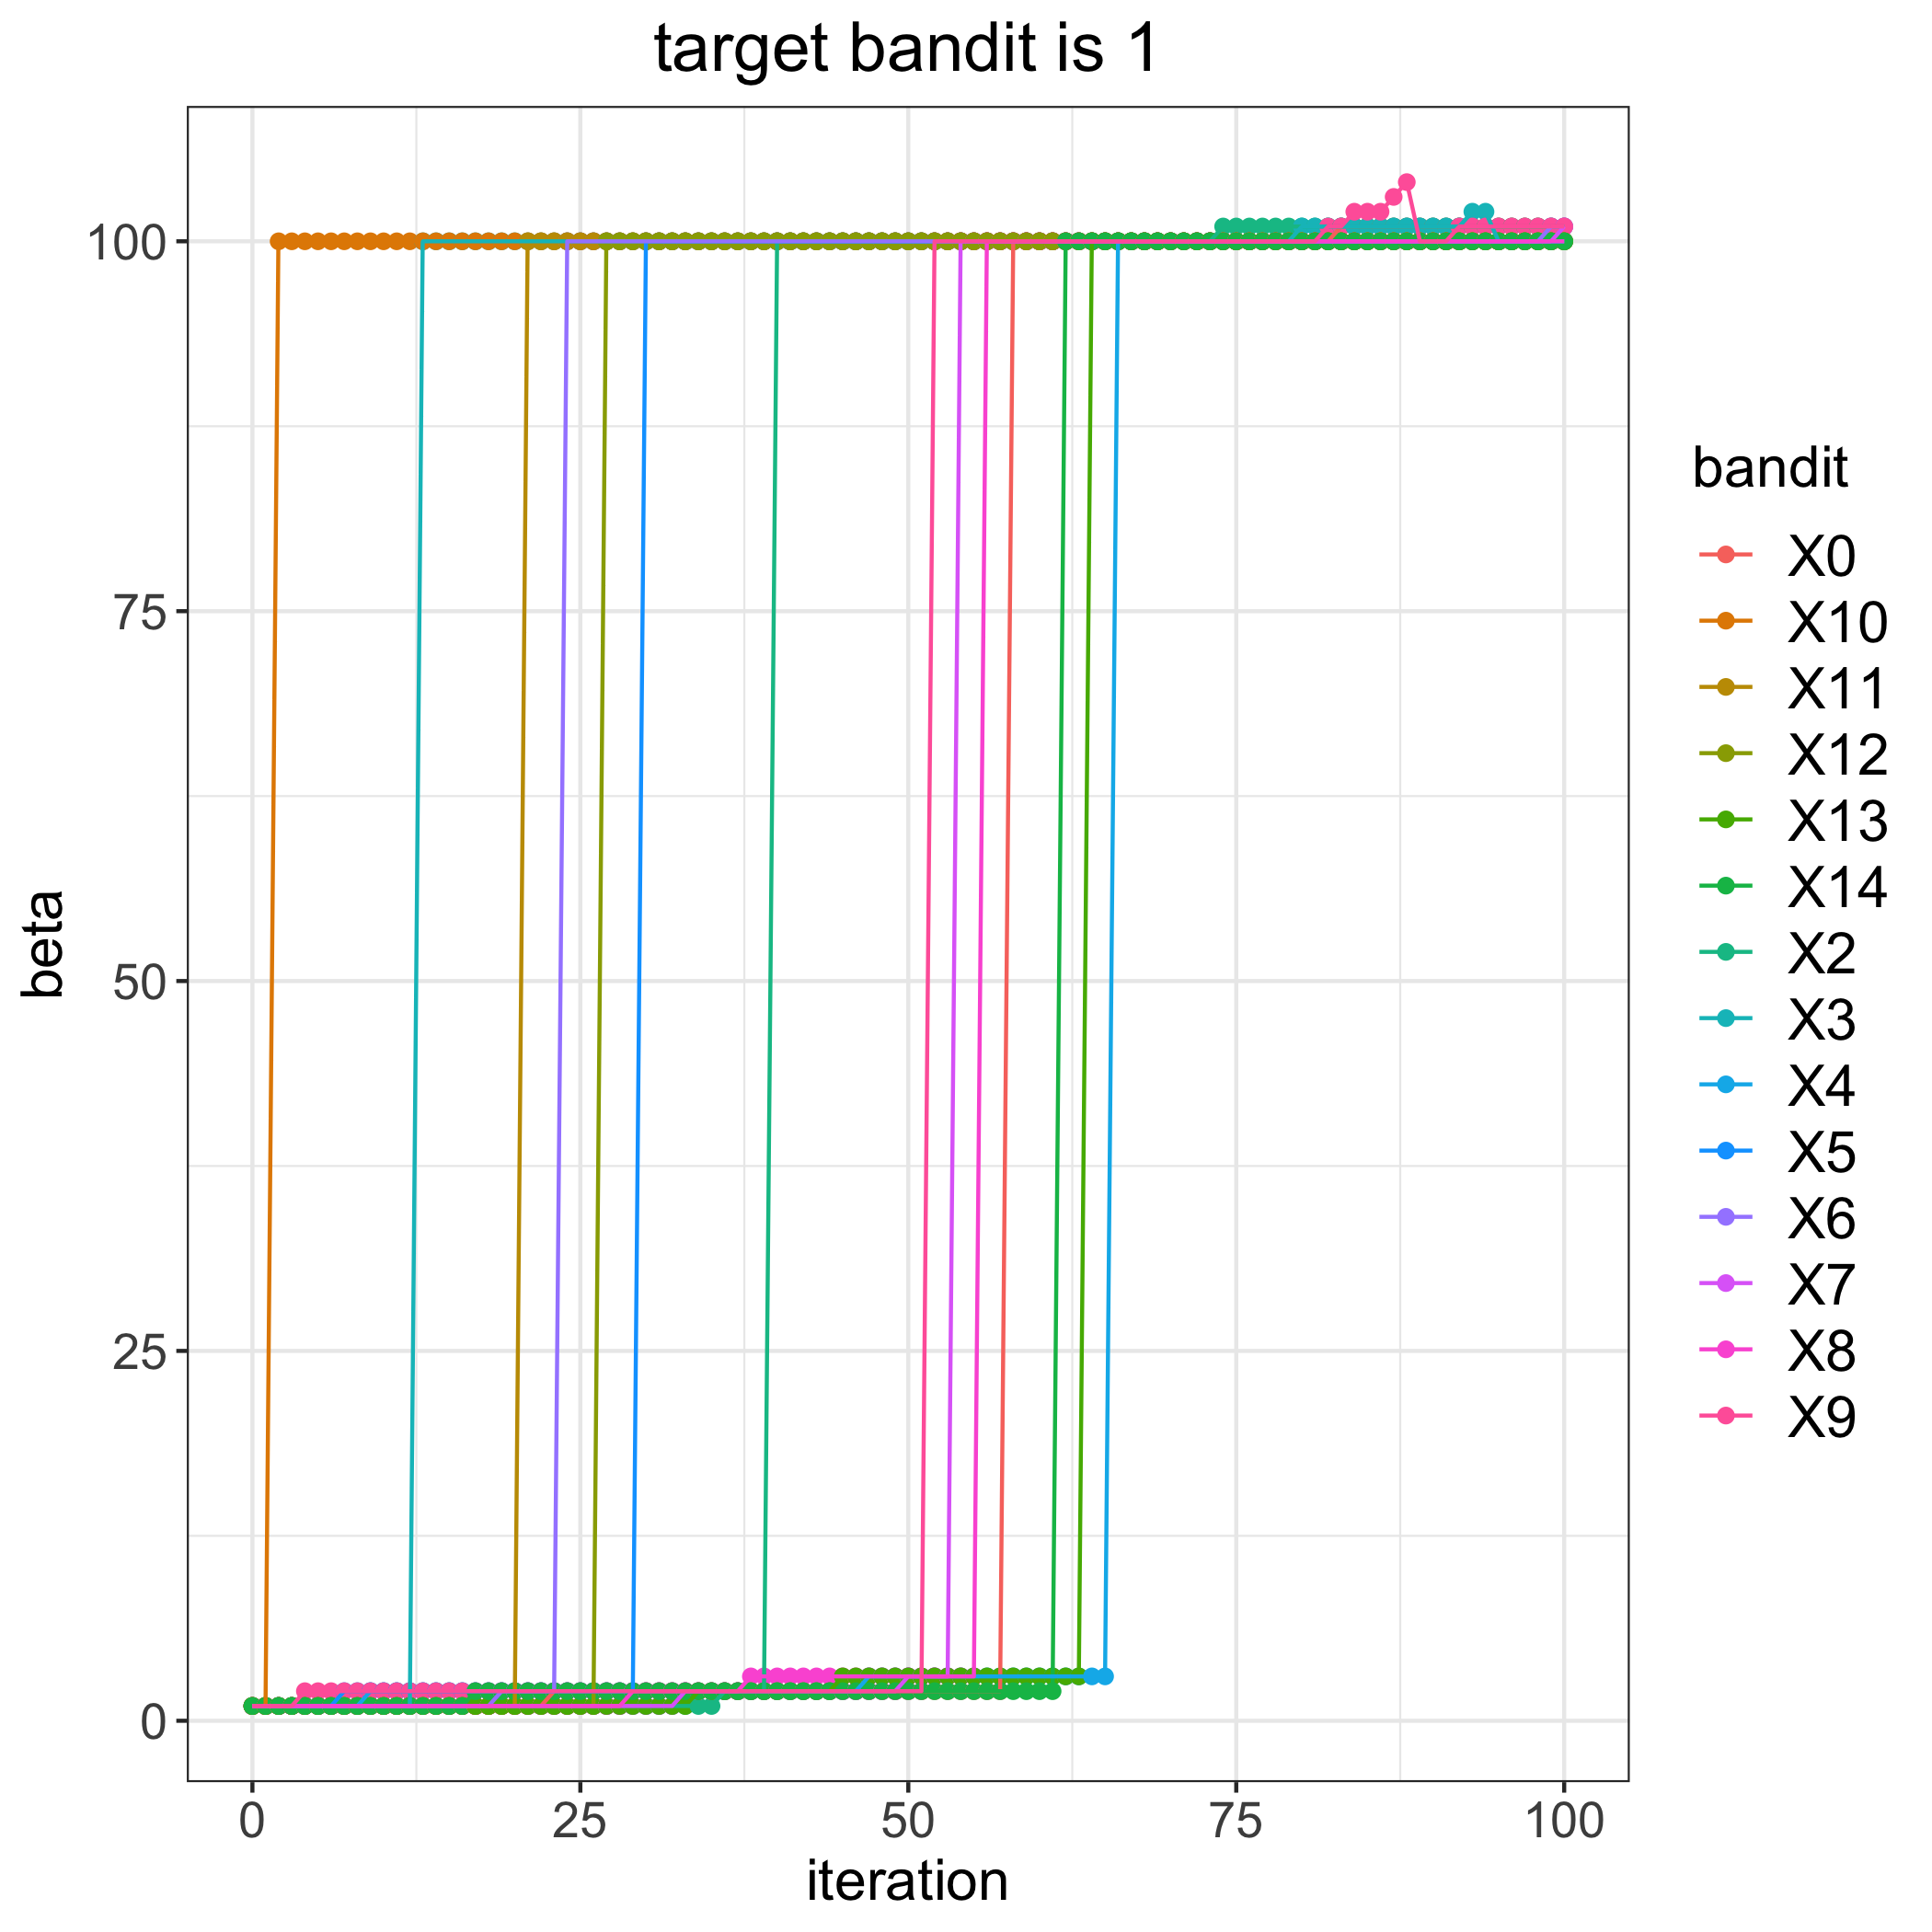 target bandit is 1
100
75
50
25
0
beta
0 25 50 75 100
iteration
bandit
X0
X10
X11
X12
X13
X14
X2
X3
X4
X5
X6
X7
X8
X9